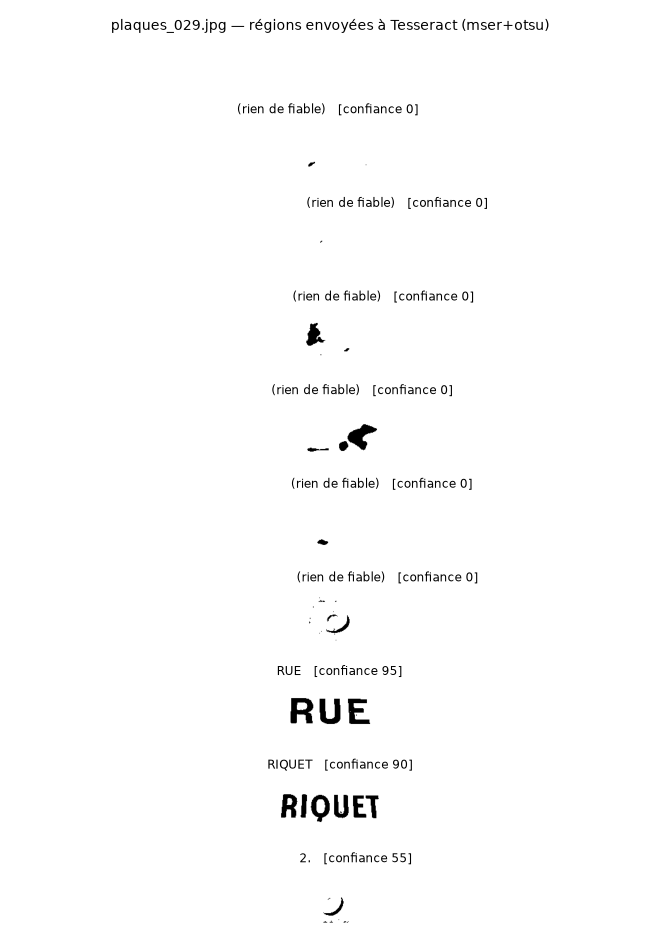 plaques_029.jpg — régions envoyées à Tesseract (mser+otsu)
(rien de fiable) [confiance 0]
(rien de fiable) [confiance 0]
(rien de fiable) [confiance 0]
(rien de fiable) [confiance 0]
(rien de fiable) [confiance 0]
(rien de fiable) [confiance 0]
RUE [confiance 95]
RUE
RIQUET [confiance 90]
RIQUET
2. [confiance 55]